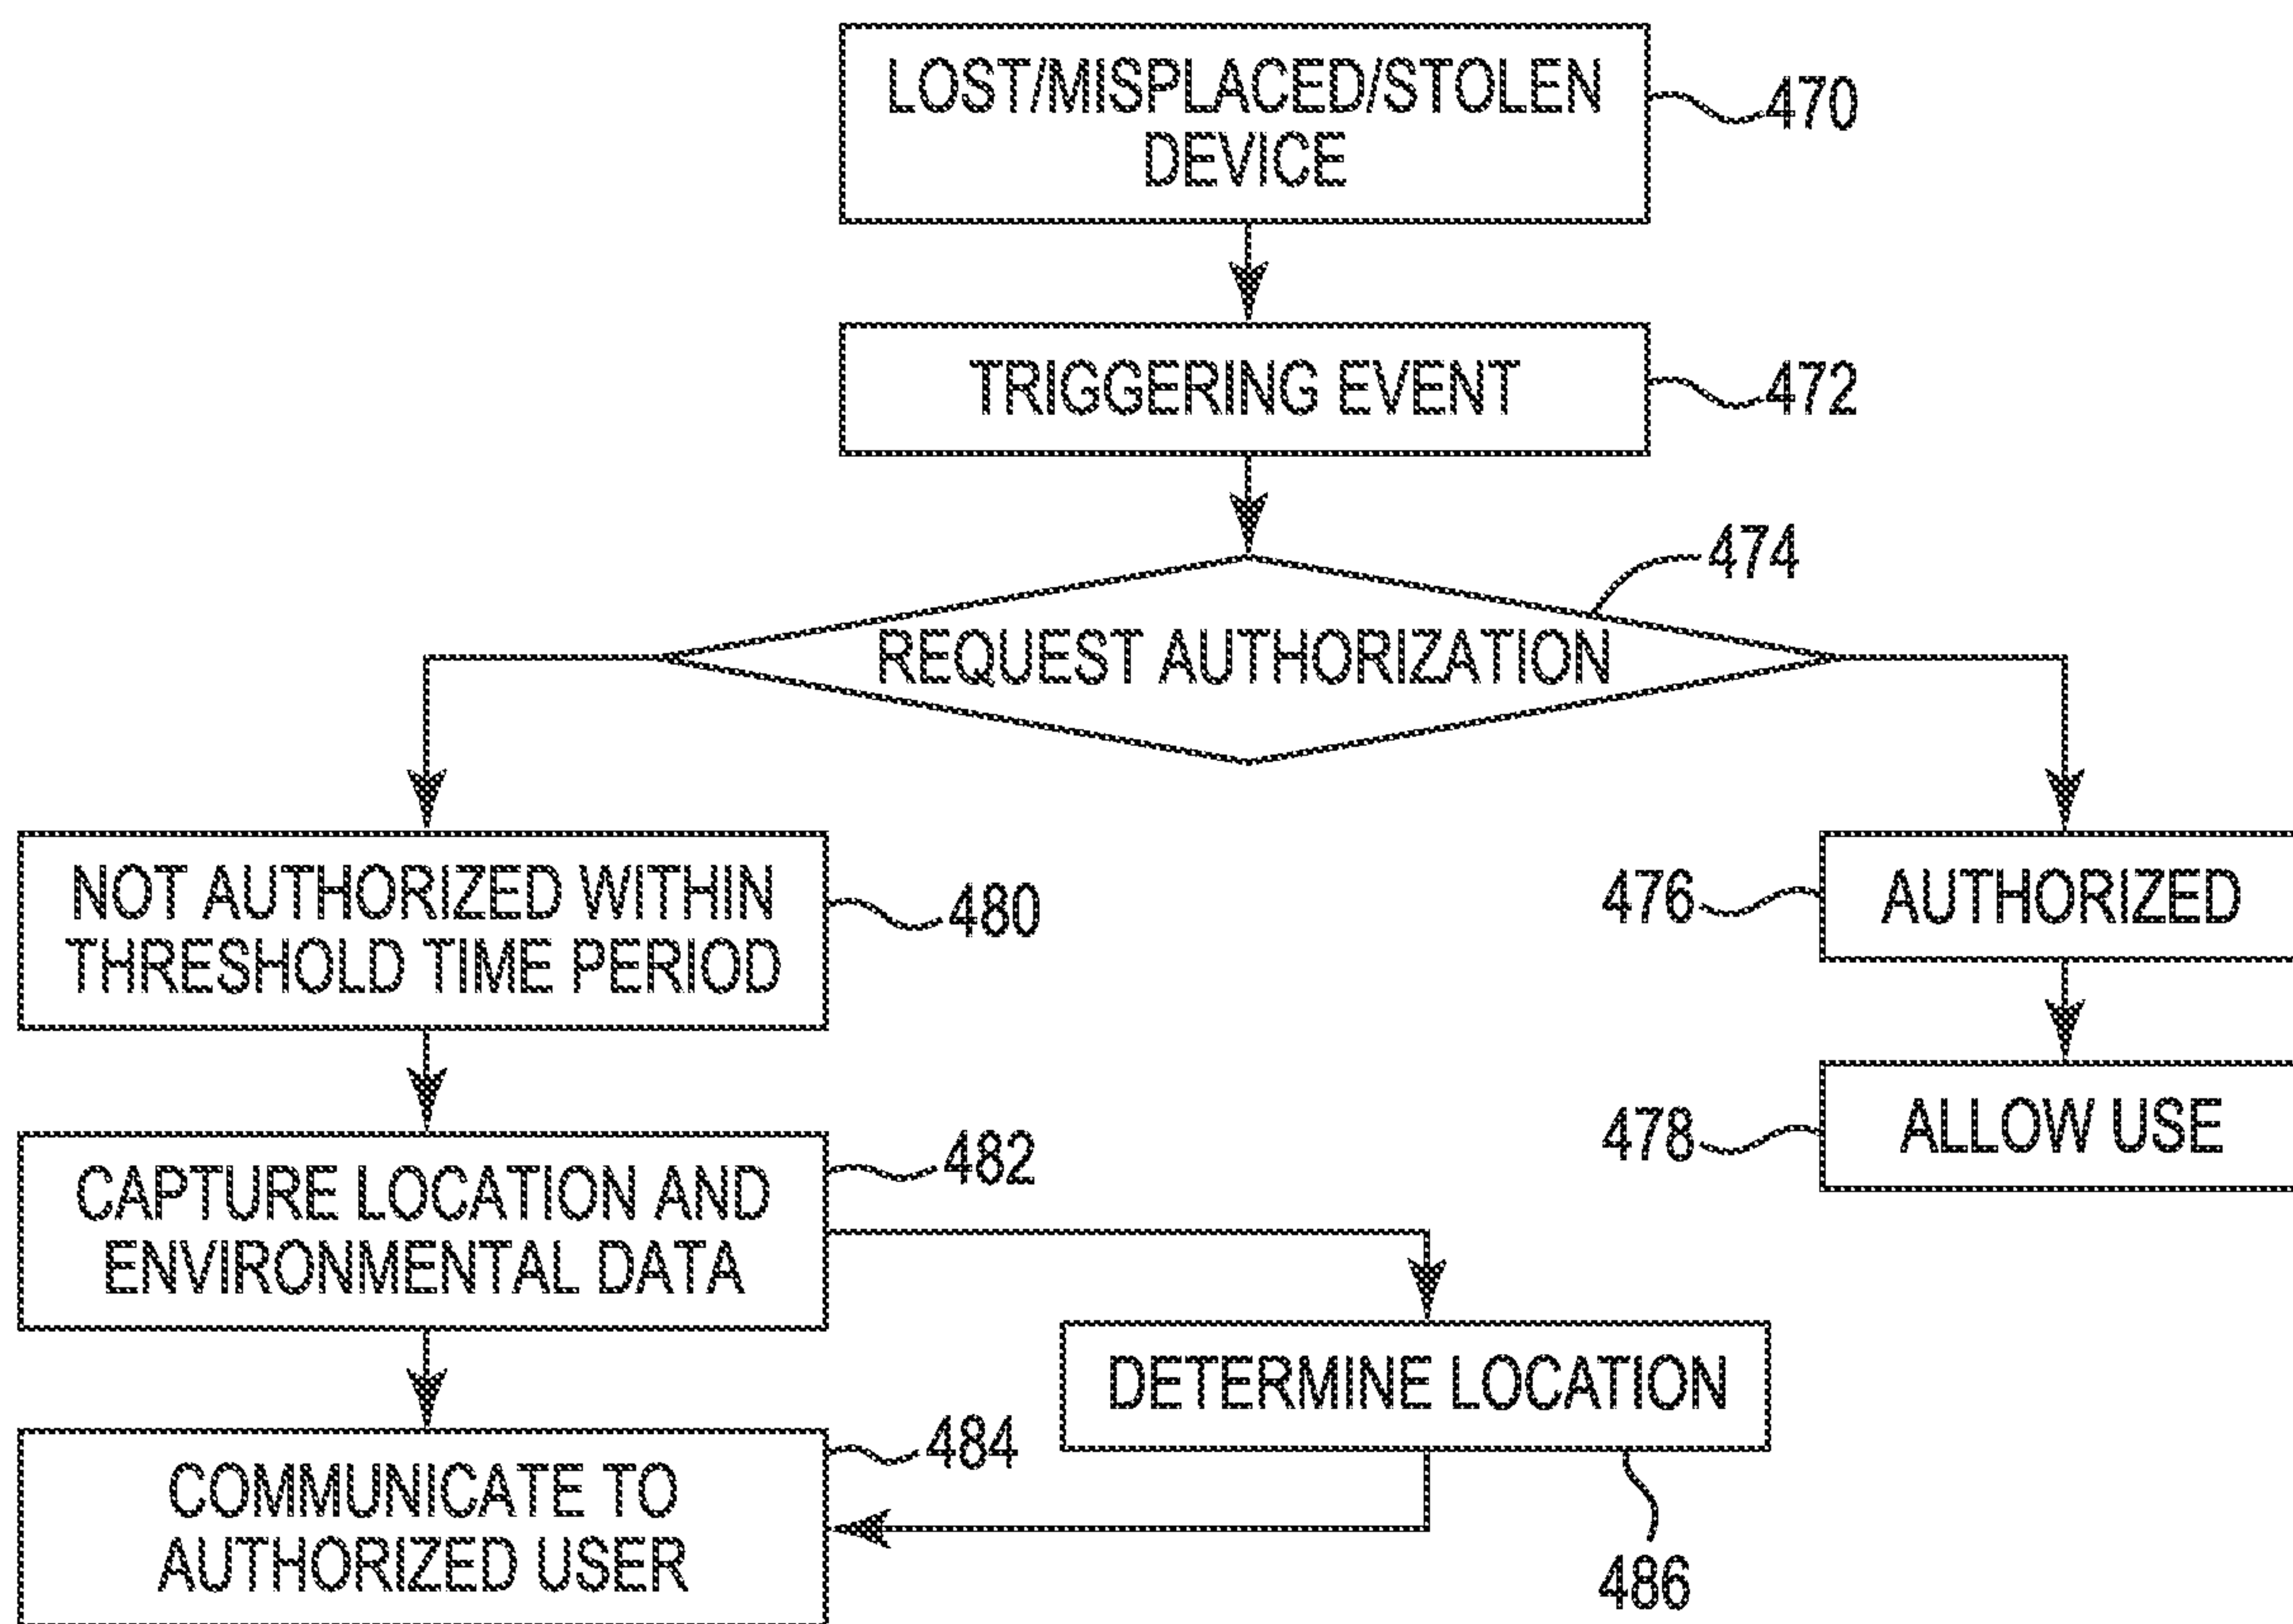 LOST/MISPLACED/STOLEN
DEVICE
470
TRIGGERING EVENT
472
474
REQUEST AUTHORIZATION
NOT AUTHORIZED WITHIN
THRESHOLD TIME PERIOD
480
476
AUTHORIZED
CAPTURE LOCATION AND
ENVIRONMENTAL DATA
482
478
ALLOW USE
DETERMINE LOCATION
484
COMMUNICATE TO
AUTHORIZED USER
486